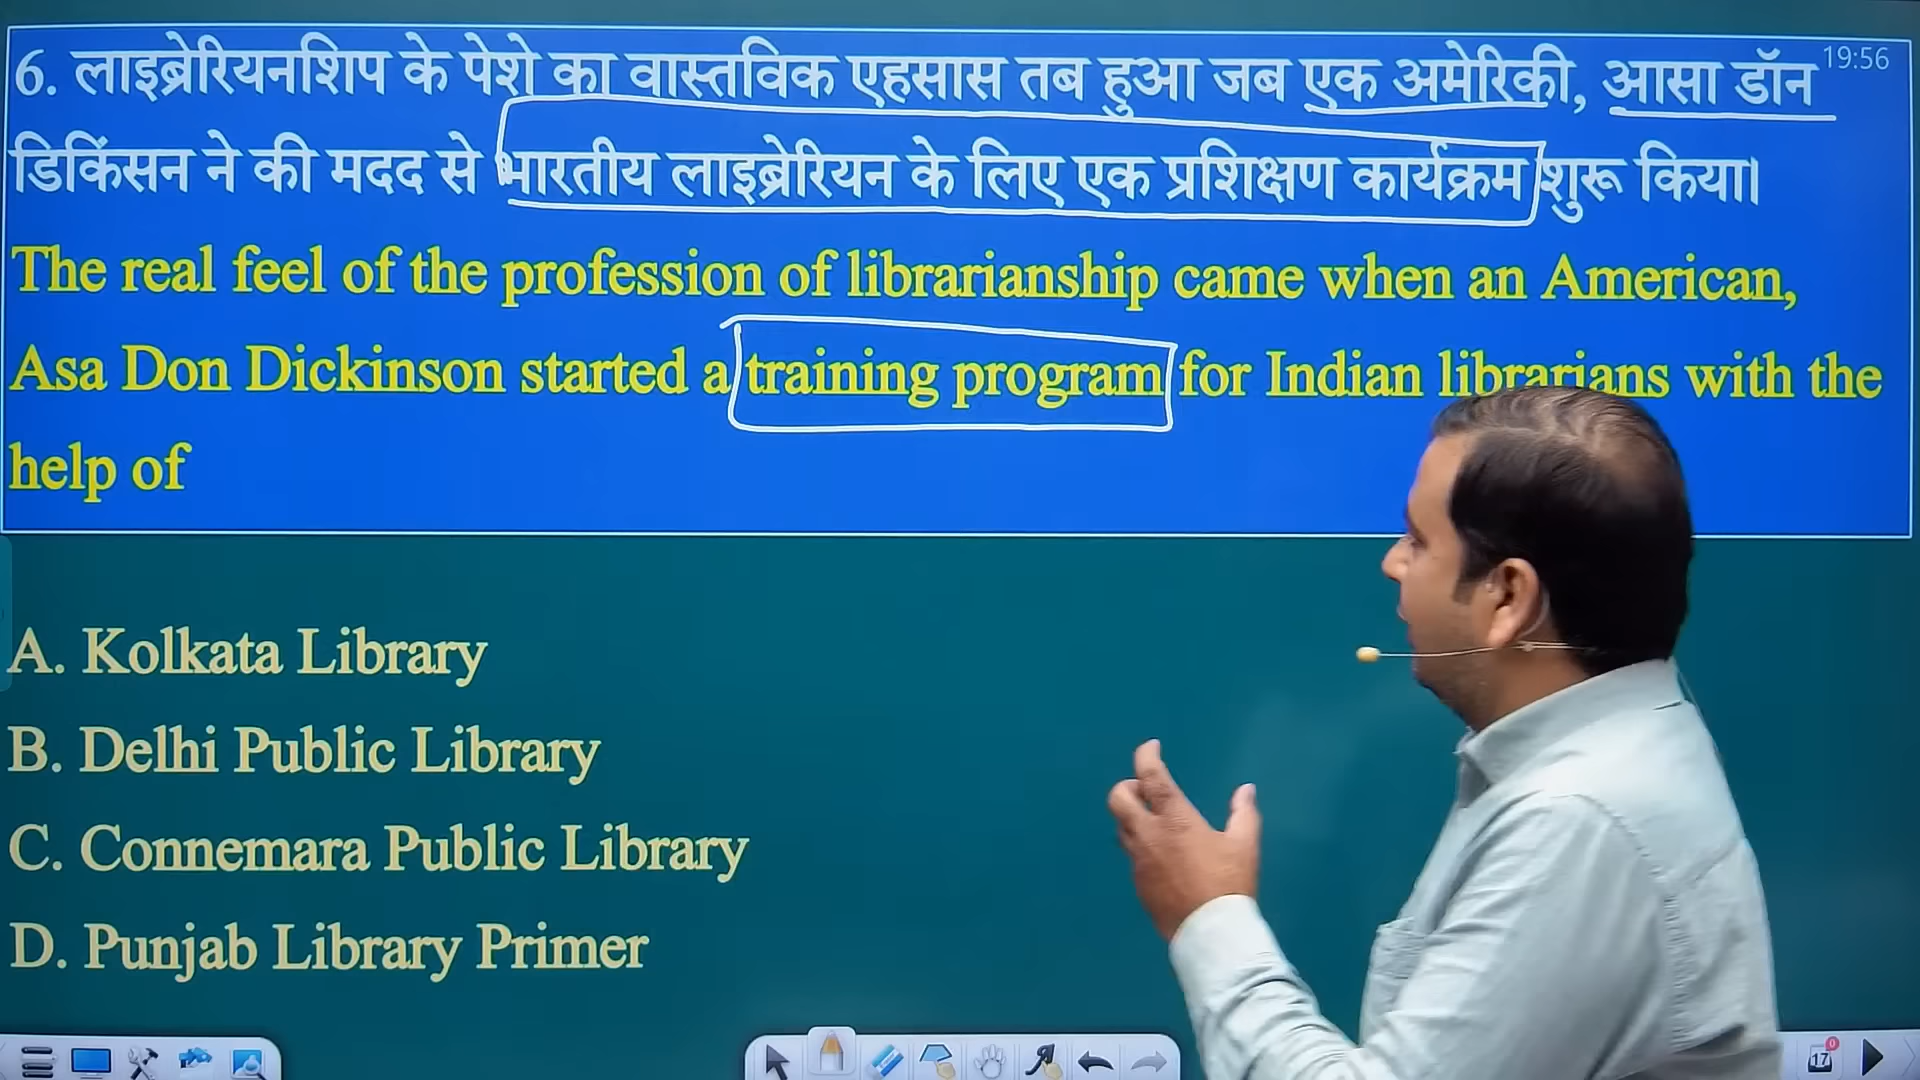 6. लाइब्रेरियनशिप के पेशे का वास्तविक एहसास तब हुआ जब एक अमेरिकी, आसा डॉन
19:56
डिकिंसन ने की मदद से भारतीय लाइब्रेरियन के लिए एक प्रशिक्षण कार्यक्रम शुरू किया।
The real feel of the profession of librarianship came when an American,
Asa Don Dickinson started a training program for Indian librarians with the
help of
A. Kolkata Library
B. Delhi Public Library
C. Connemara Public Library
D. Punjab Library Primer
17
0